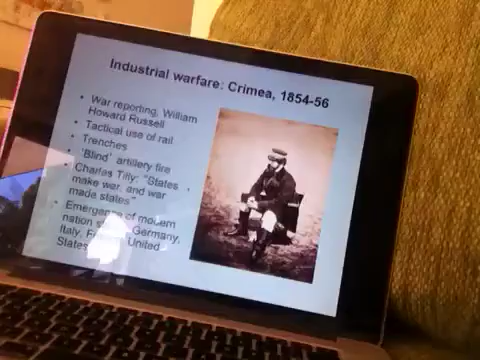 Industrial warfare: Crimea, 1854-56
• War reporting, William
Howard Russell
• Tactical use of rail
• Trenches
• 'Blind' artillery fire
• Charles Tilly: "States
make war, and war
made states"
• Emergence of modern
nation Germany,
Italy, United
States